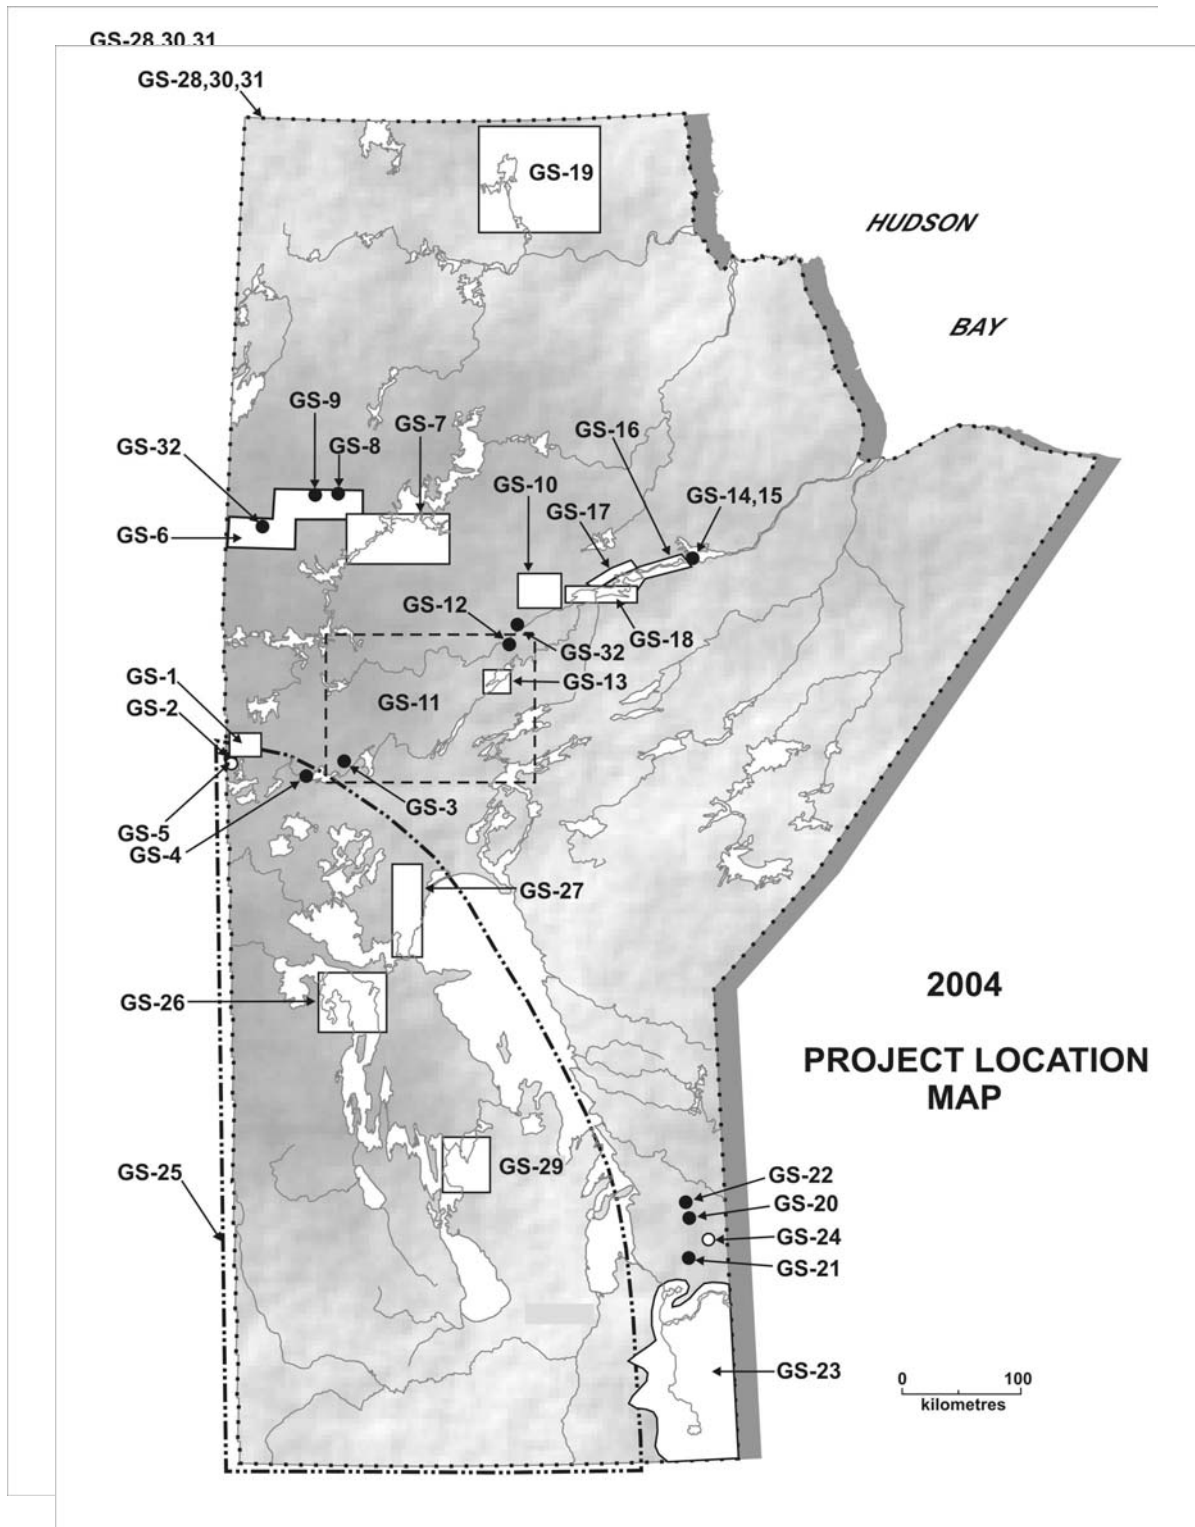 GS-28,30,31
GS-28,30,31
GS-19
HUDSON
BAY
GS-9
GS-7
GS-16
GS-32
GS-8
GS-10
GS-14,15
GS-17
GS-6
GS-12
GS-18
GS-32
GS-1
GS-13
GS-2
GS-11
GS-3
GS-5
GS-4
GS-27
2004
GS-26
PROJECT LOCATION
MAP
GS-29
GS-25
GS-22
GS-20
GS-24
GS-21
GS-23
0 100
kilometres